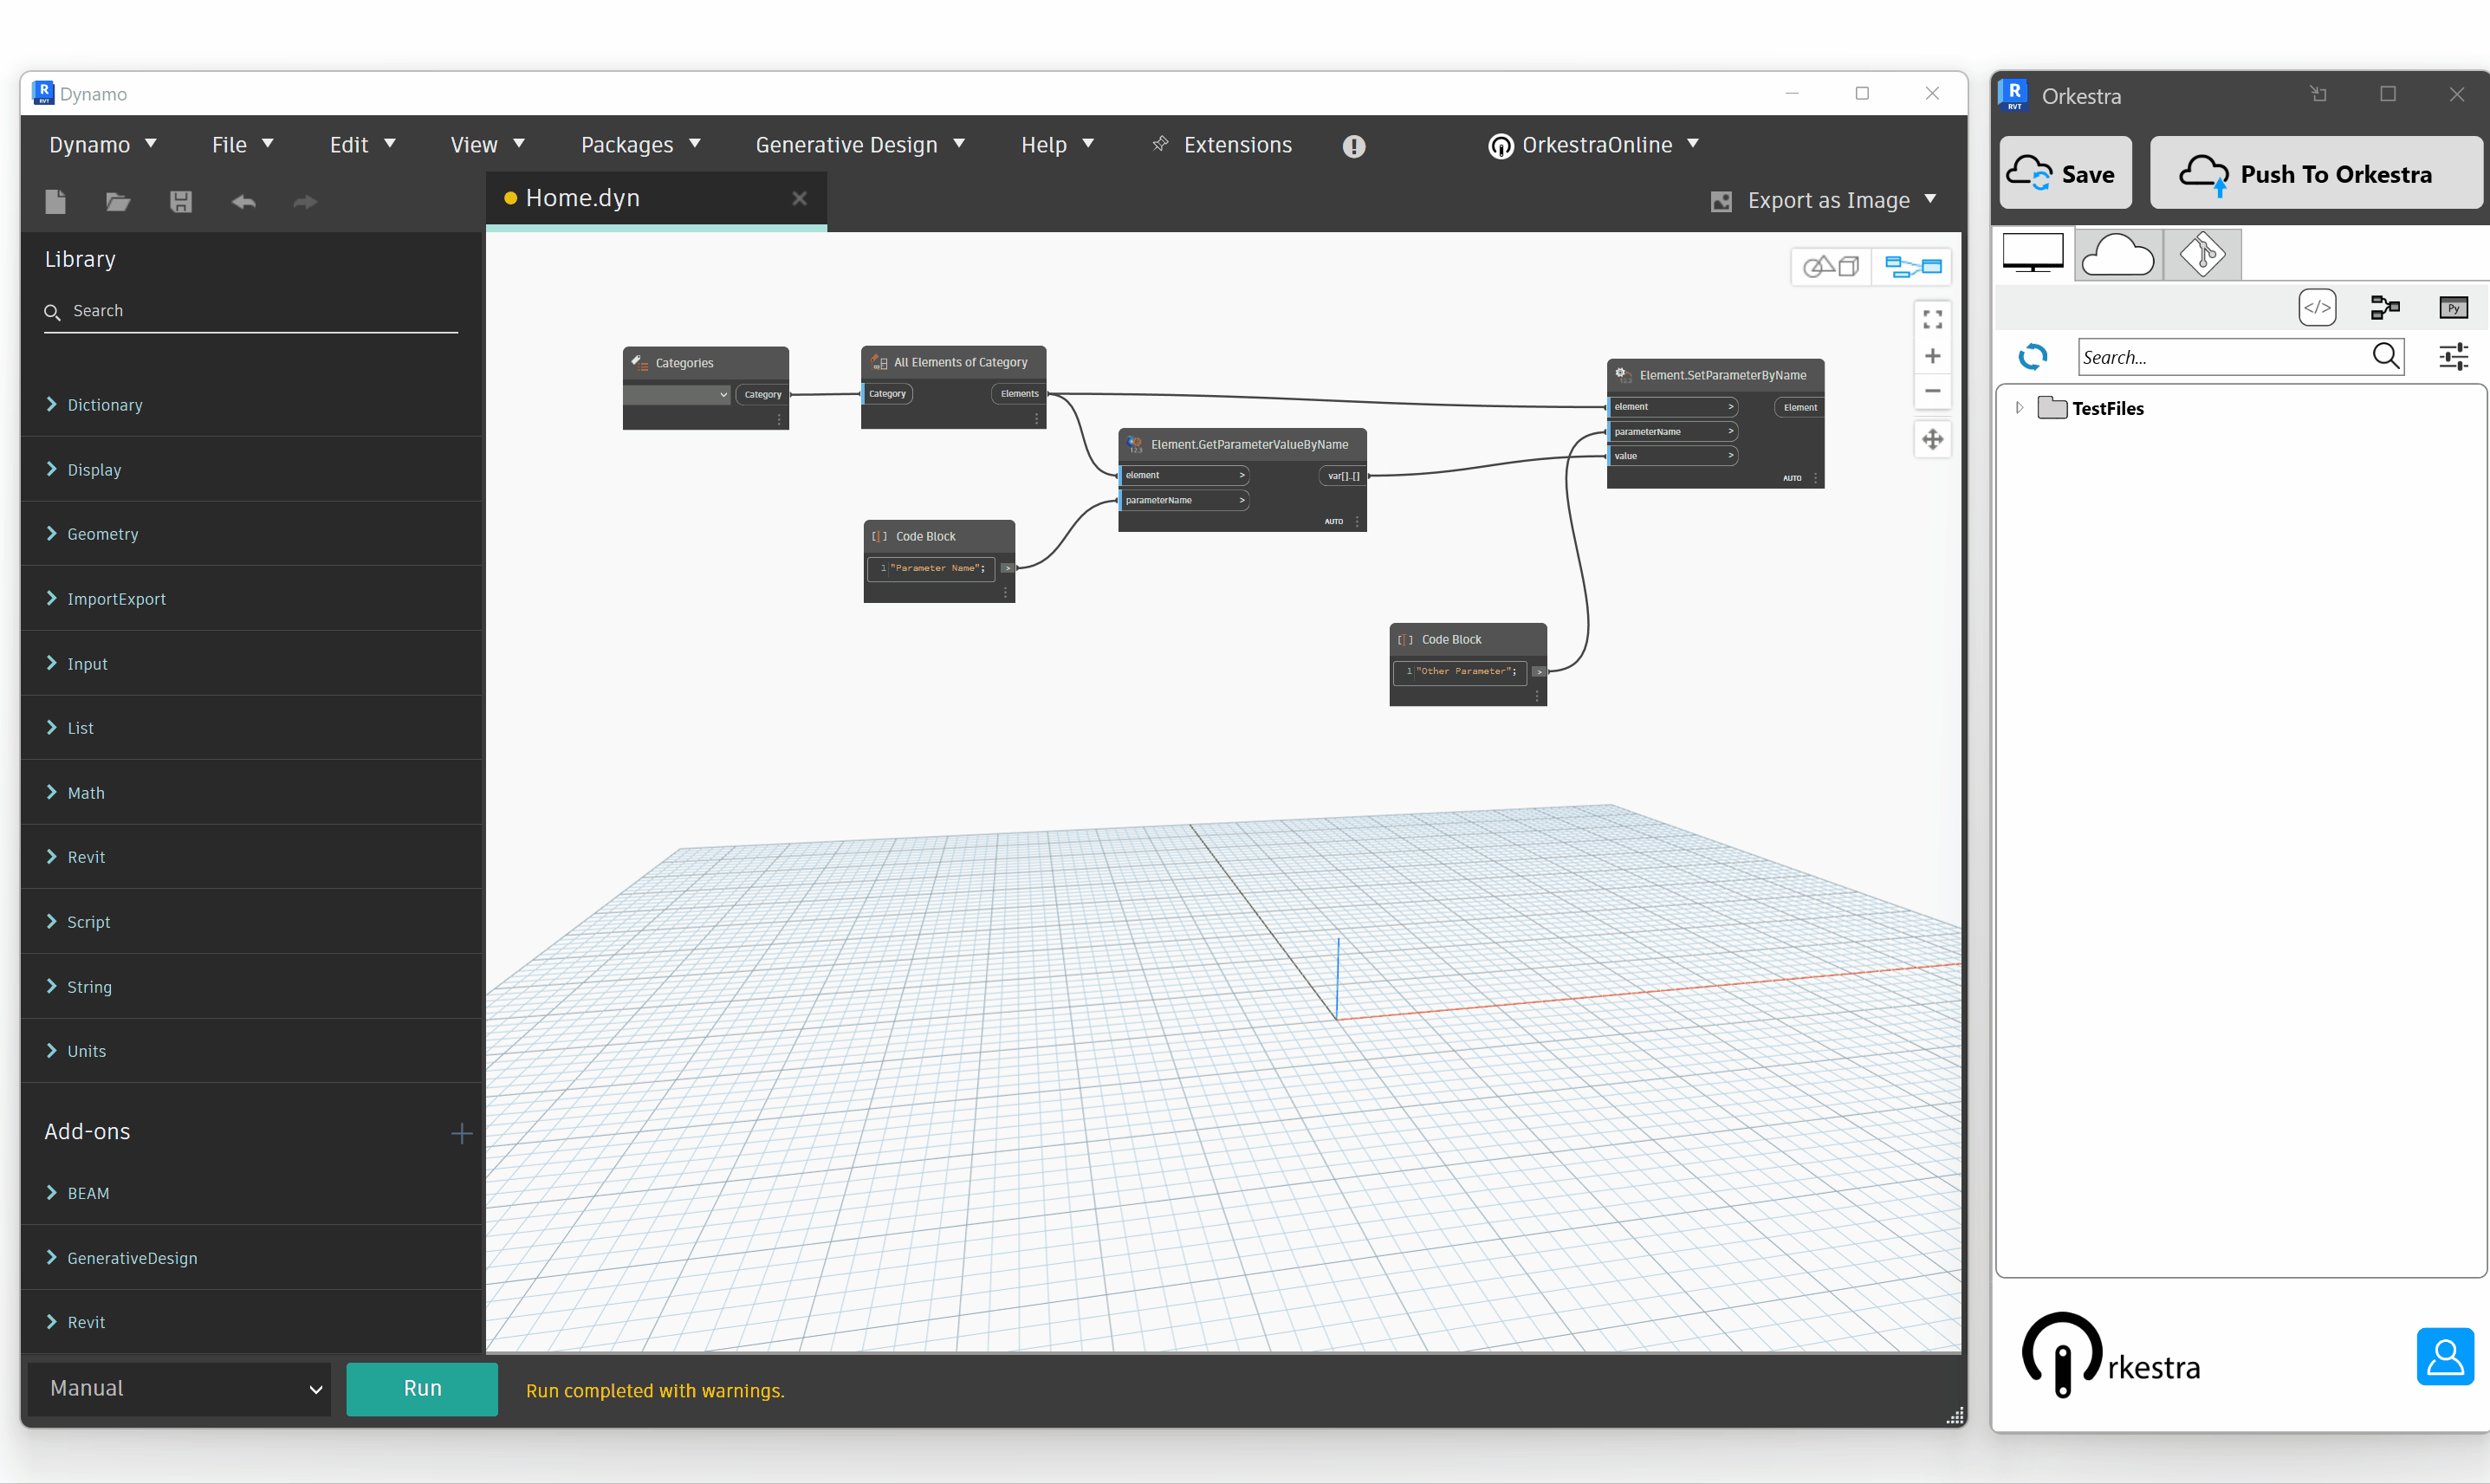 Dynamo
Dynamo File Edit View Packages Generative Design Help Extensions OrkestraOnline
Home.dyn
Export as Image
Library
Search
Dictionary
Display
Geometry
ImportExport
Input
List
Math
Revit
Script
String
Units
Add-ons
BEAM
GenerativeDesign
Revit
Manual
Run
Run completed with warnings.
Categories
Category
All Elements of Category
Category Elements
Element.GetParameterValueByName
element > var[]..[]
parameterName >
AUTO
Code Block
1 "Parameter Name"; >
Code Block
1 "Other Parameter"; >
Element.SetParameterByName
element > Element
parameterName >
value >
AUTO
R
RVT
Orkestra
Save
Push To Orkestra
</>
Py
Search...
TestFiles
rkestra